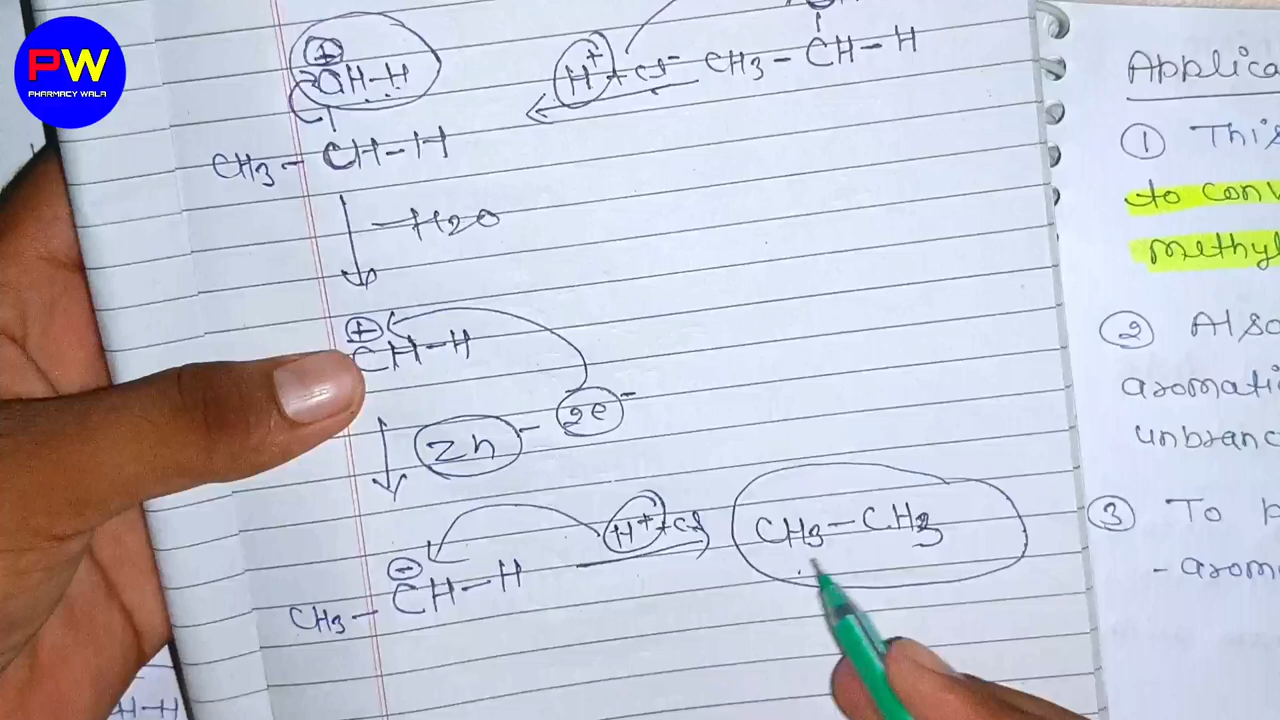 PW
PHARMACY WALA
⊕
OH-H
CH3-CH-H
H+ + Cl-
CH3-CH-H
-H2O
⊕
CH-H
Zn - 2e-
⊖
CH3-CH-H
H+ + Cl
CH3-CH3
H-H
Applica
① This
to conv
methyl
② Also
aromati
unbranc
③ To p
- arom